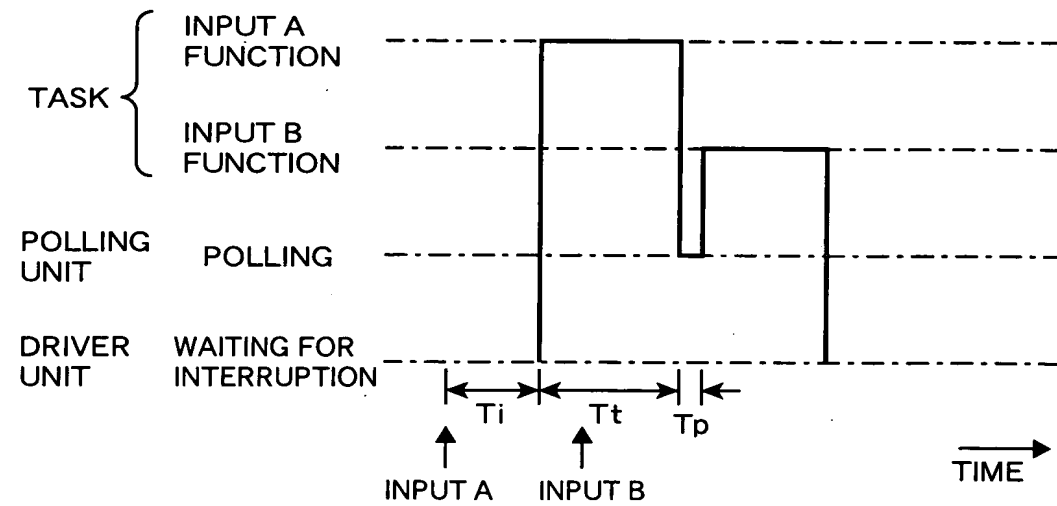 INPUT A
FUNCTION
TASK
INPUT B
FUNCTION
POLLING
UNIT
POLLING
DRIVER
UNIT
WAITING FOR
INTERRUPTION
Ti
Tt
Tp
INPUT A
INPUT B
TIME